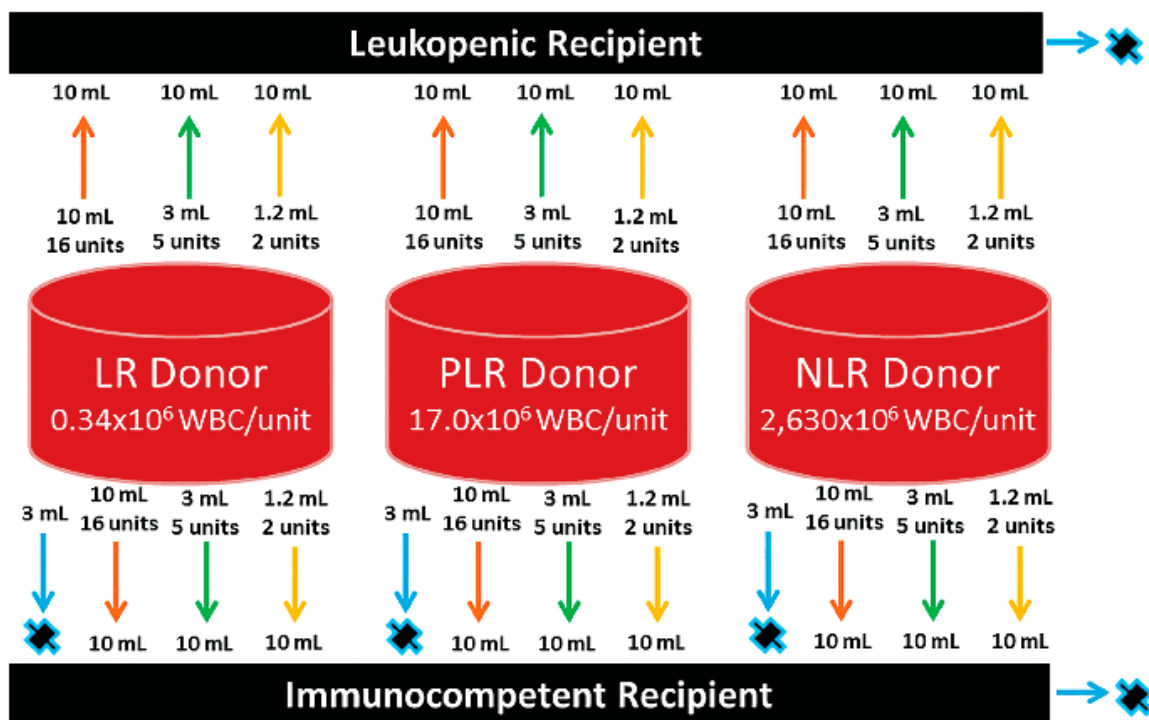 Leukopenic Recipient
10 mL 10 mL 10 mL 10 mL 10 mL 10 mL 10 mL 10 mL 10 mL
10 mL 3 mL 1.2 mL 10 mL 3 mL 1.2 mL 10 mL 3 mL 1.2 mL
16 units 5 units 2 units 16 units 5 units 2 units 16 units 5 units 2 units
LR Donor PLR Donor NLR Donor
0.34x10⁶ WBC/unit 17.0x10⁶ WBC/unit 2,630x10⁶ WBC/unit
3 mL 10 mL 3 mL 1.2 mL 3 mL 10 mL 3 mL 1.2 mL 3 mL 10 mL 3 mL 1.2 mL
16 units 5 units 2 units 16 units 5 units 2 units 16 units 5 units 2 units
10 mL 10 mL 10 mL 10 mL 10 mL 10 mL 10 mL 10 mL 10 mL
Immunocompetent Recipient